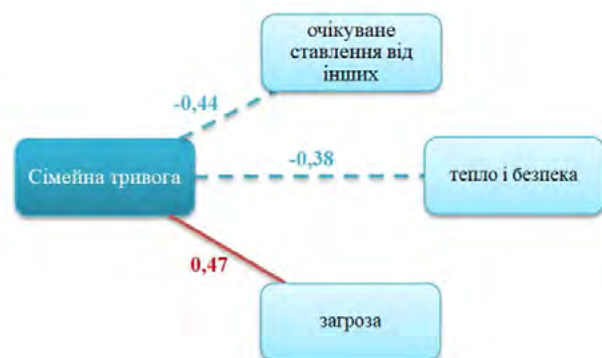 очікуване
ставлення від
інших
-0,44
-0,38
Сімейна тривога
тепло і безпека
0,47
загроза